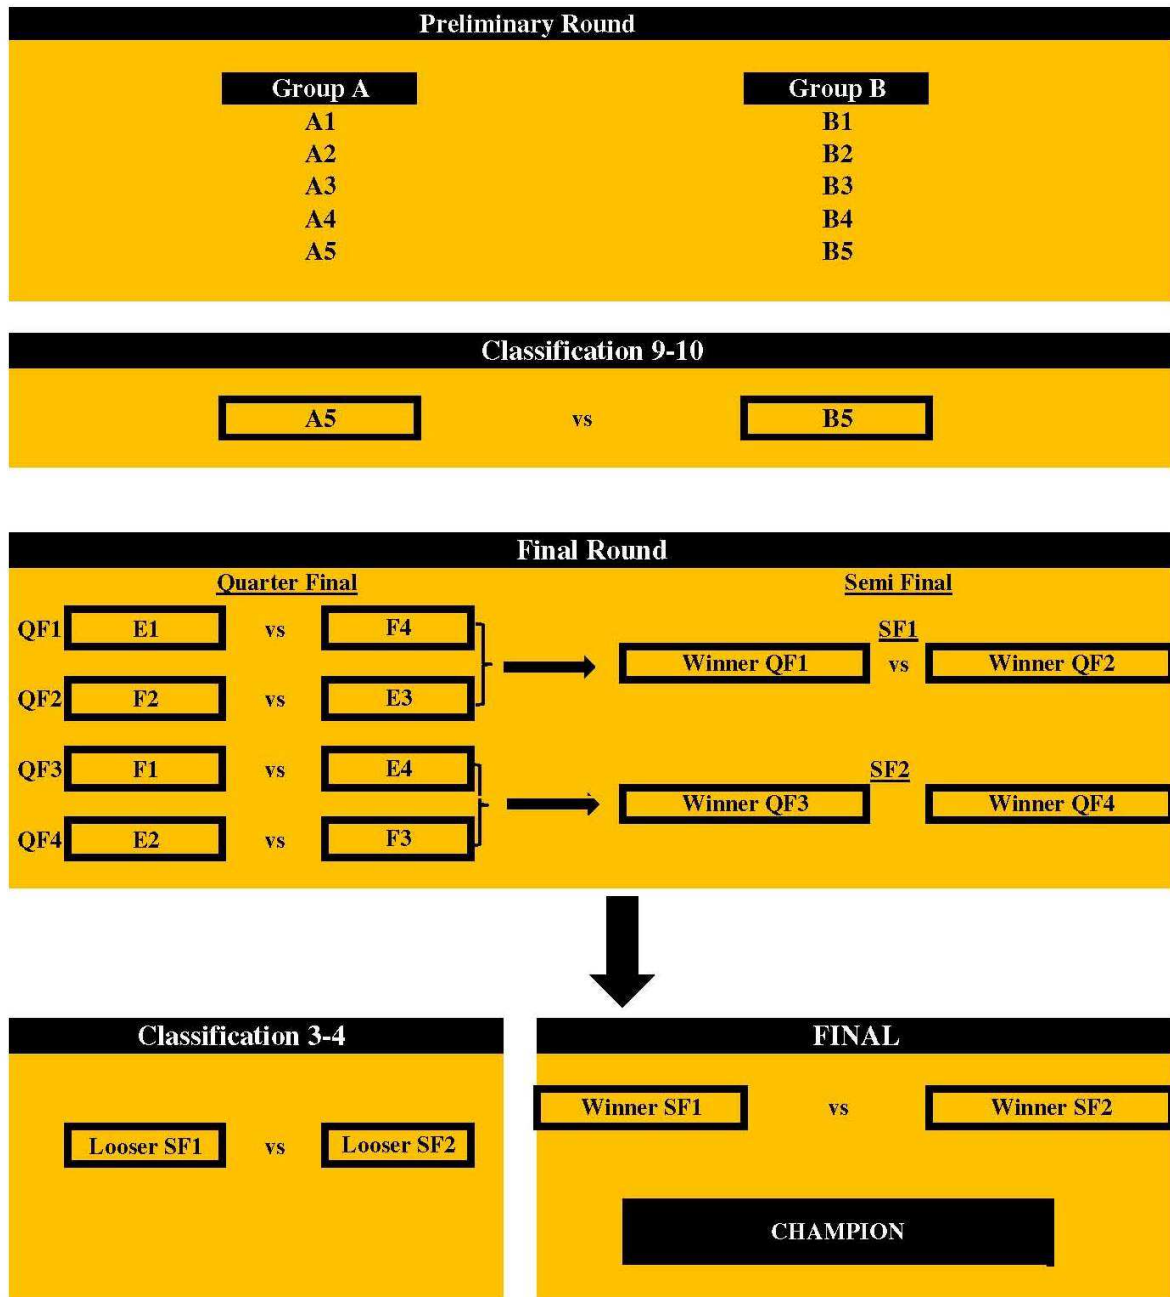 Preliminary Round
Group A Group B
A1 B1
A2 B2
A3 B3
A4 B4
A5 B5
Classification 9-10
A5 vs B5
Final Round
Quarter Final Semi Final
QF1 E1 vs F4
QF2 F2 vs E3
QF3 F1 vs E4
QF4 E2 vs F3
SF1
Winner QF1 vs Winner QF2
SF2
Winner QF3 Winner QF4
Classification 3-4
Looser SF1 vs Looser SF2
FINAL
Winner SF1 vs Winner SF2
CHAMPION